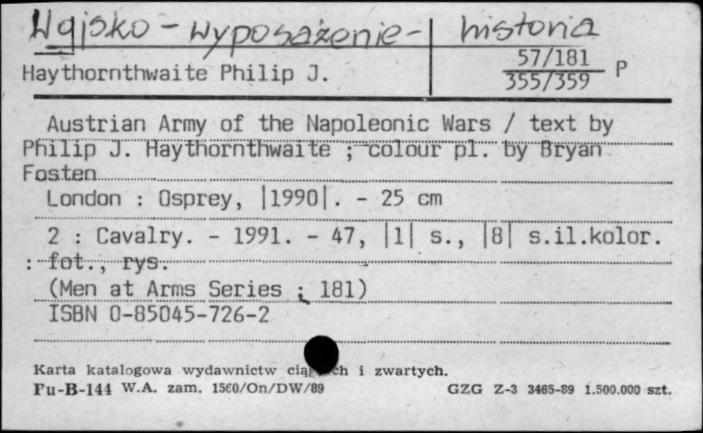 Wojsko - wyposażenie - historia
Haythornthwaite Philip J.
57/181
355/359 P
Austrian Army of the Napoleonic Wars / text by
Philip J. Haythornthwaite ; colour pl. by Bryan
Fosten
London : Osprey, |1990|. - 25 cm
2 : Cavalry. - 1991. - 47, |1| s., |8| s.il.kolor.
: fot., rys.
(Men at Arms Series ; 181)
ISBN 0-85045-726-2
Karta katalogowa wydawnictw ch i zwartych.
Pu-B-144 W.A. zam. 1560/On/DW/89 GZG Z-3 3465-89 1.500.000 szt.